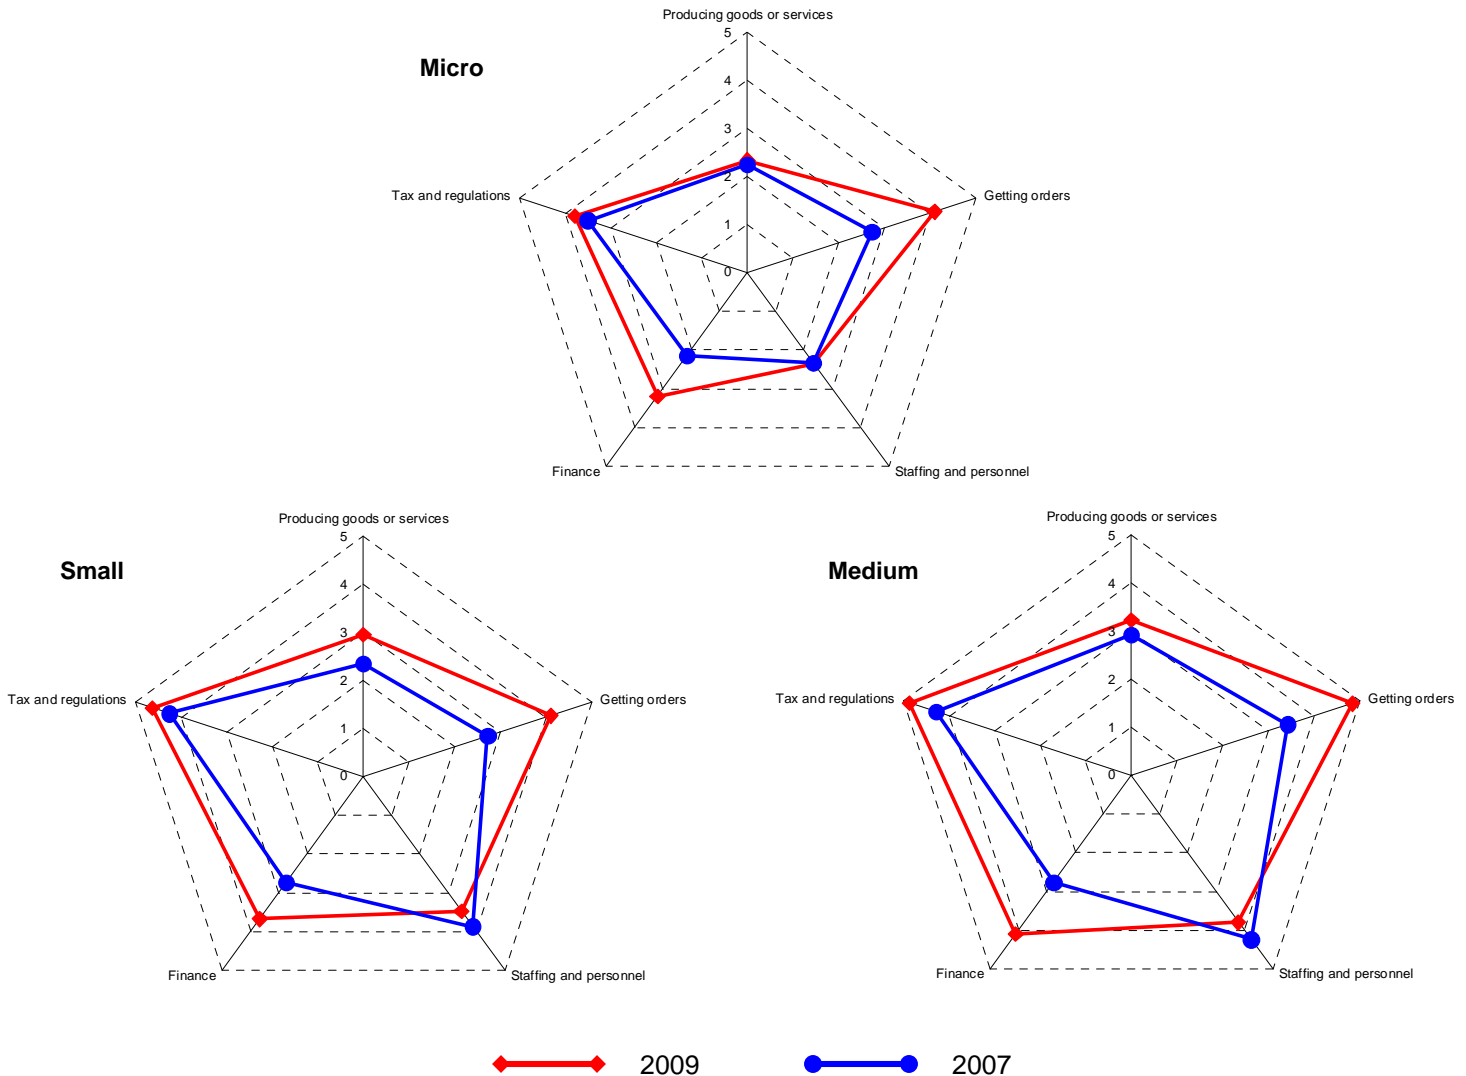 Producing goods or services
5
Micro
4
3
2
Tax and regulations
Getting orders
1
0
Finance
Staffing and personnel
Producing goods or services
5
Small
4
3
2
Tax and regulations
Getting orders
1
0
Finance
Staffing and personnel
Producing goods or services
5
Medium
4
3
2
Tax and regulations
Getting orders
1
0
Finance
Staffing and personnel
2009
2007